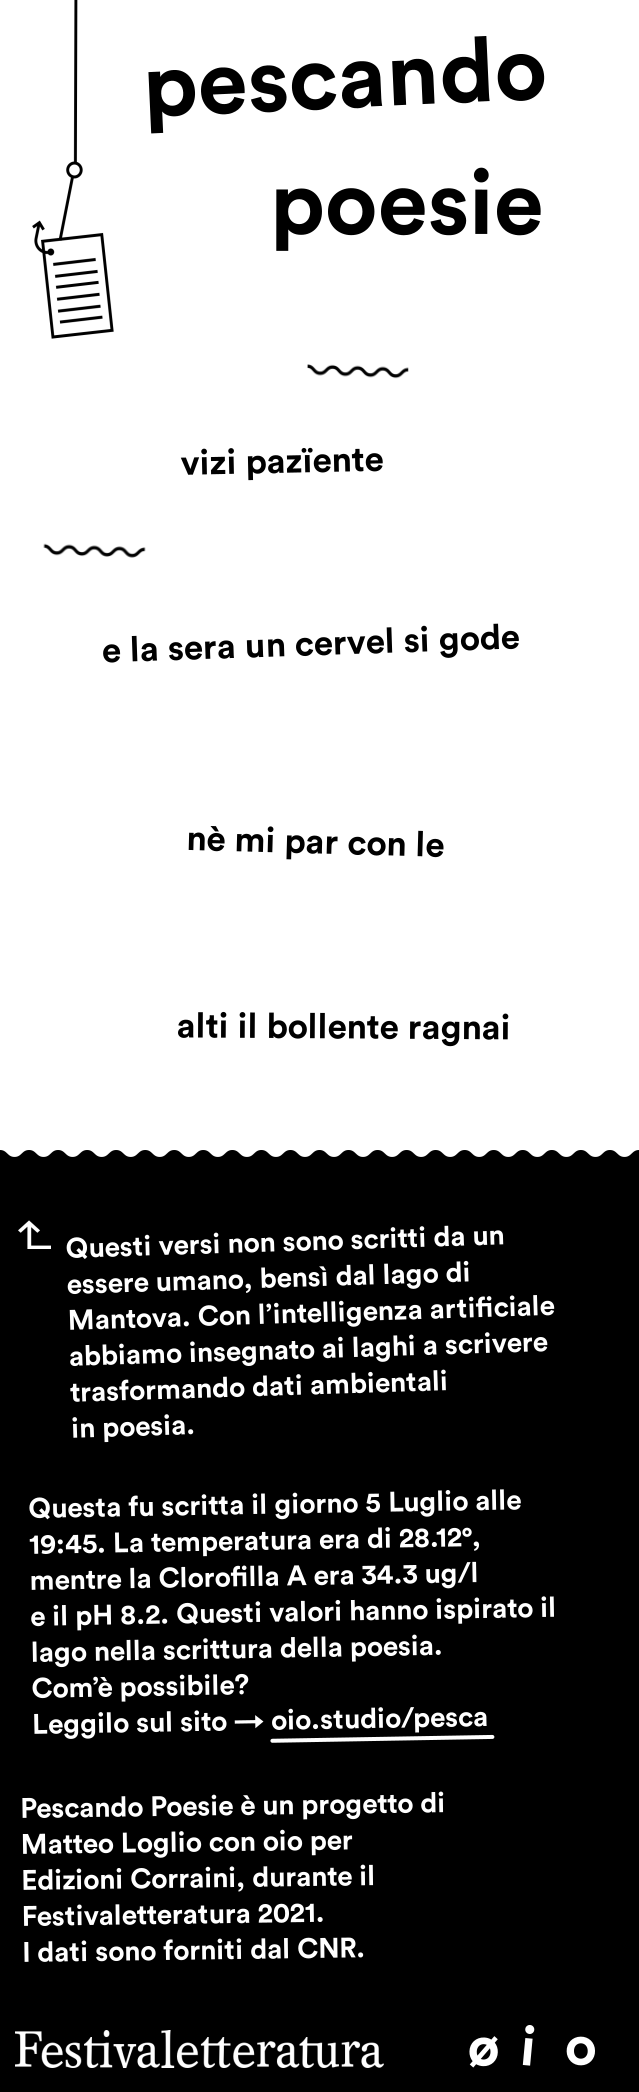 pescando
poesie
vizi pazïente
e la sera un cervel si gode
nè mi par con le
alti il bollente ragnai
Questi versi non sono scritti da un
essere umano, bensì dal lago di
Mantova. Con l'intelligenza artificiale
abbiamo insegnato ai laghi a scrivere
trasformando dati ambientali
in poesia.
Questa fu scritta il giorno 5 Luglio alle
19:45. La temperatura era di 28.12°,
mentre la Clorofilla A era 34.3 ug/l
e il pH 8.2. Questi valori hanno ispirato il
lago nella scrittura della poesia.
Com'è possibile?
Leggilo sul sito → oio.studio/pesca
Pescando Poesie è un progetto di
Matteo Loglio con oio per
Edizioni Corraini, durante il
Festivaletteratura 2021.
I dati sono forniti dal CNR.
Festivaletteratura ø i o